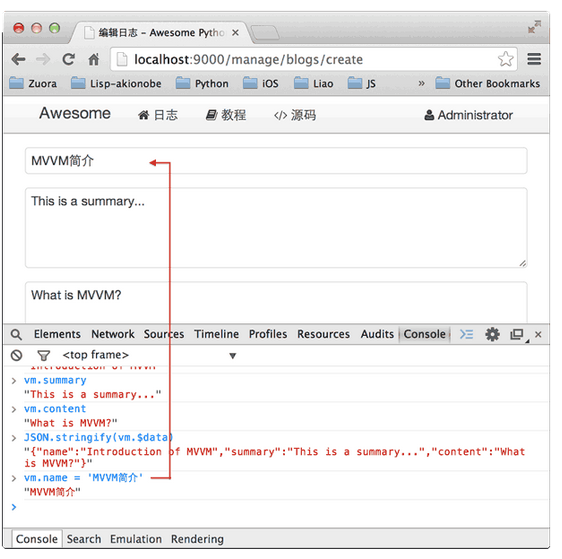 编辑日志 - Awesome Pytho
localhost:9000/manage/blogs/create
Zuora Lisp-akionobe Python iOS Liao JS » Other Bookmarks
Awesome 日志 教程 源码 Administrator
MVVM简介
This is a summary...
What is MVVM?
Elements Network Sources Timeline Profiles Resources Audits Console
<top frame>
"Introduction of MVVM"
vm.summary
"This is a summary..."
vm.content
"What is MVVM?"
JSON.stringify(vm.$data)
"{"name":"Introduction of MVVM","summary":"This is a summary...","content":"What
is MVVM?"}"
vm.name = 'MVVM简介'
"MVVM简介"
Console Search Emulation Rendering